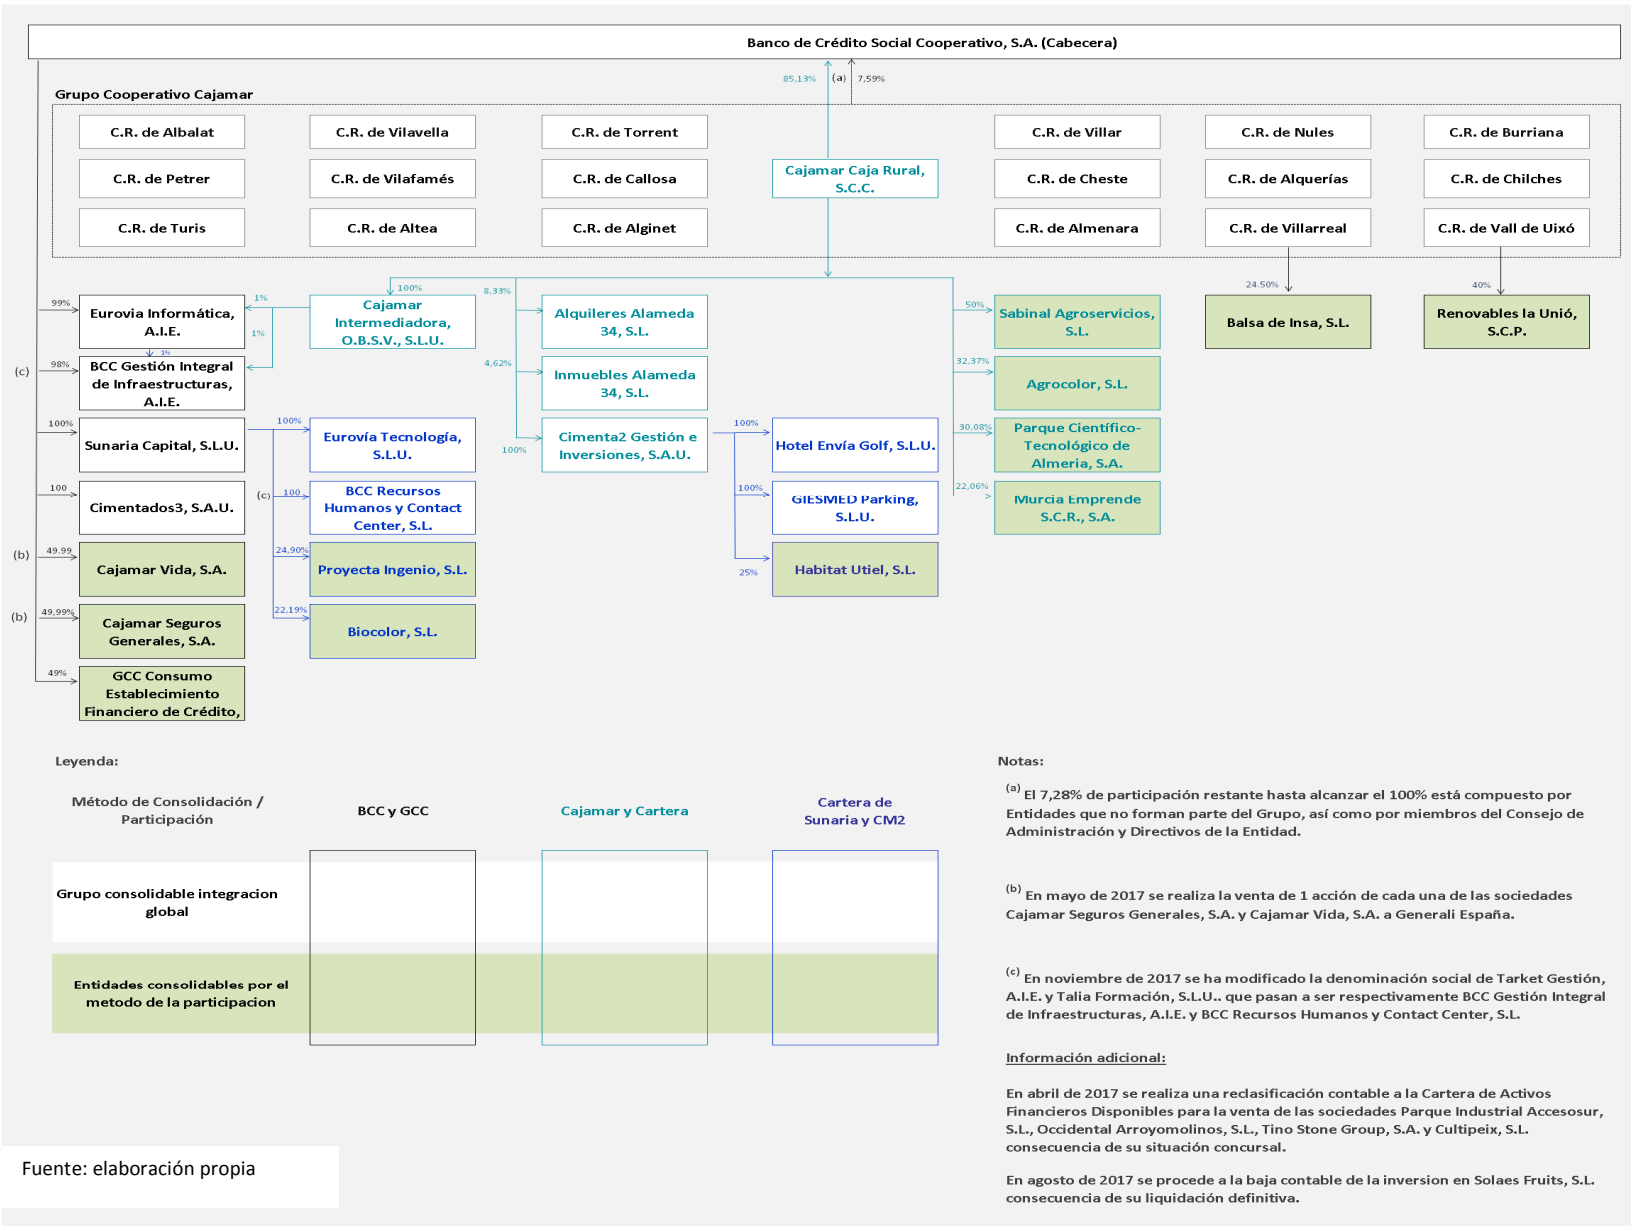 Banco de Crédito Social Cooperativo, S.A. (Cabecera)
85,13%
(a)
7,59%
Grupo Cooperativo Cajamar
C.R. de Albalat
C.R. de Vilavella
C.R. de Torrent
C.R. de Villar
C.R. de Nules
C.R. de Burriana
C.R. de Petrer
C.R. de Vilafamés
C.R. de Callosa
Cajamar Caja Rural,
S.C.C.
C.R. de Cheste
C.R. de Alquerías
C.R. de Chilches
C.R. de Turis
C.R. de Altea
C.R. de Alginet
C.R. de Almenara
C.R. de Villarreal
C.R. de Vall de Uixó
99%
Eurovia Informática,
A.I.E.
1%
1%
1%
100%
Cajamar
Intermediadora,
O.B.S.V., S.L.U.
8,33%
Alquileres Alameda
34, S.L.
50%
Sabinal Agroservicios,
S.L.
24.50%
Balsa de Insa, S.L.
40%
Renovables la Unió,
S.C.P.
(c)
98%
BCC Gestión Integral
de Infraestructuras,
A.I.E.
4,62%
Inmuebles Alameda
34, S.L.
32,37%
Agrocolor, S.L.
100%
Sunaria Capital, S.L.U.
100%
Eurovía Tecnología,
S.L.U.
100%
Cimenta2 Gestión e
Inversiones, S.A.U.
100%
Hotel Envía Golf, S.L.U.
30,08%
Parque Científico-
Tecnológico de
Almeria, S.A.
100
Cimentados3, S.A.U.
(c)
100
BCC Recursos
Humanos y Contact
Center, S.L.
100%
GIESMED Parking,
S.L.U.
22,06%
Murcia Emprende
S.C.R., S.A.
(b)
49.99
Cajamar Vida, S.A.
24,90%
Proyecta Ingenio, S.L.
25%
Habitat Utiel, S.L.
(b)
49,99%
Cajamar Seguros
Generales, S.A.
22,19%
Biocolor, S.L.
49%
GCC Consumo
Establecimiento
Financiero de Crédito,
Leyenda:
Método de Consolidación /
Participación
BCC y GCC
Cajamar y Cartera
Cartera de
Sunaria y CM2
Grupo consolidable integracion
global
Entidades consolidables por el
metodo de la participacion
Notas:
(a) El 7,28% de participación restante hasta alcanzar el 100% está compuesto por
Entidades que no forman parte del Grupo, así como por miembros del Consejo de
Administración y Directivos de la Entidad.
(b) En mayo de 2017 se realiza la venta de 1 acción de cada una de las sociedades
Cajamar Seguros Generales, S.A. y Cajamar Vida, S.A. a Generali España.
(c) En noviembre de 2017 se ha modificado la denominación social de Tarket Gestión,
A.I.E. y Talia Formación, S.L.U.. que pasan a ser respectivamente BCC Gestión Integral
de Infraestructuras, A.I.E. y BCC Recursos Humanos y Contact Center, S.L.
Información adicional:
En abril de 2017 se realiza una reclasificación contable a la Cartera de Activos
Financieros Disponibles para la venta de las sociedades Parque Industrial Accesosur,
S.L., Occidental Arroyomolinos, S.L., Tino Stone Group, S.A. y Cultipeix, S.L.
consecuencia de su situación concursal.
En agosto de 2017 se procede a la baja contable de la inversion en Solaes Fruits, S.L.
consecuencia de su liquidación definitiva.
Fuente: elaboración propia